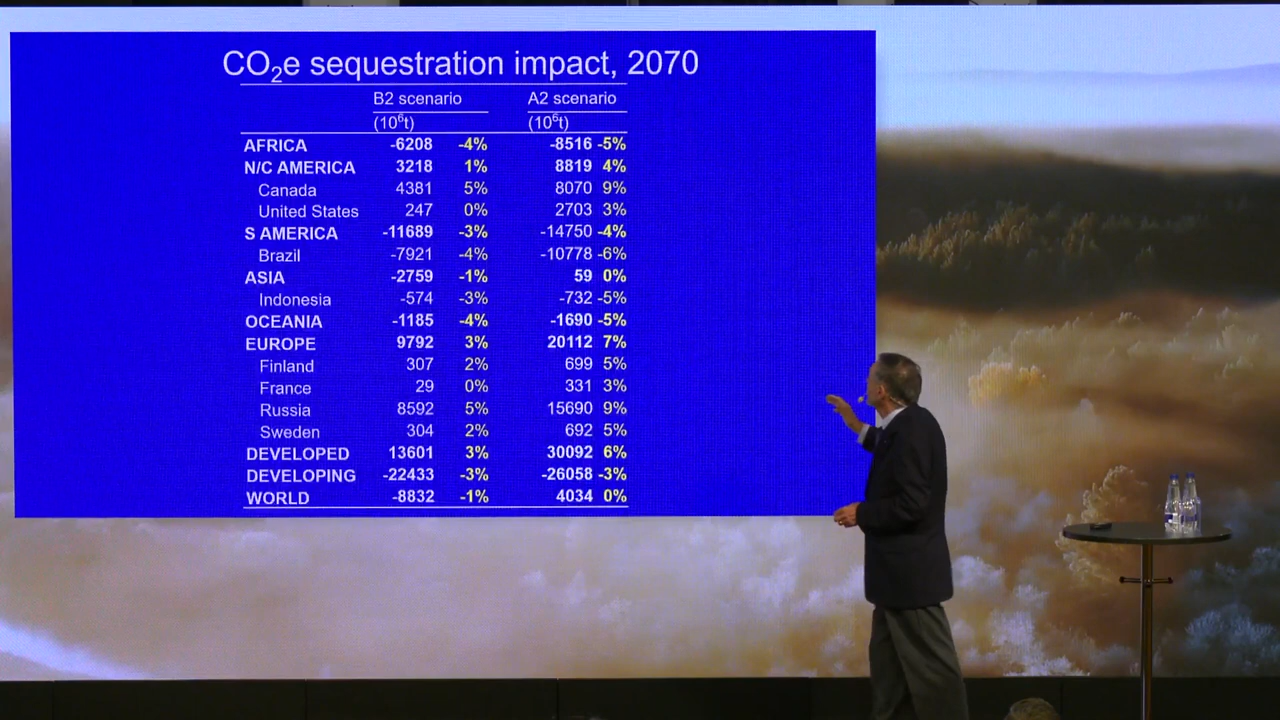 CO₂e sequestration impact, 2070
B2 scenario A2 scenario
(10⁶t) (10⁶t)
AFRICA -6208 -4% -8516 -5%
N/C AMERICA 3218 1% 8819 4%
Canada 4381 5% 8070 9%
United States 247 0% 2703 3%
S AMERICA -11689 -3% -14750 -4%
Brazil -7921 -4% -10778 -6%
ASIA -2759 -1% 59 0%
Indonesia -574 -3% -732 -5%
OCEANIA -1185 -4% -1690 -5%
EUROPE 9792 3% 20112 7%
Finland 307 2% 699 5%
France 29 0% 331 3%
Russia 8592 5% 15690 9%
Sweden 304 2% 692 5%
DEVELOPED 13601 3% 30092 6%
DEVELOPING -22433 -3% -26058 -3%
WORLD -8832 -1% 4034 0%